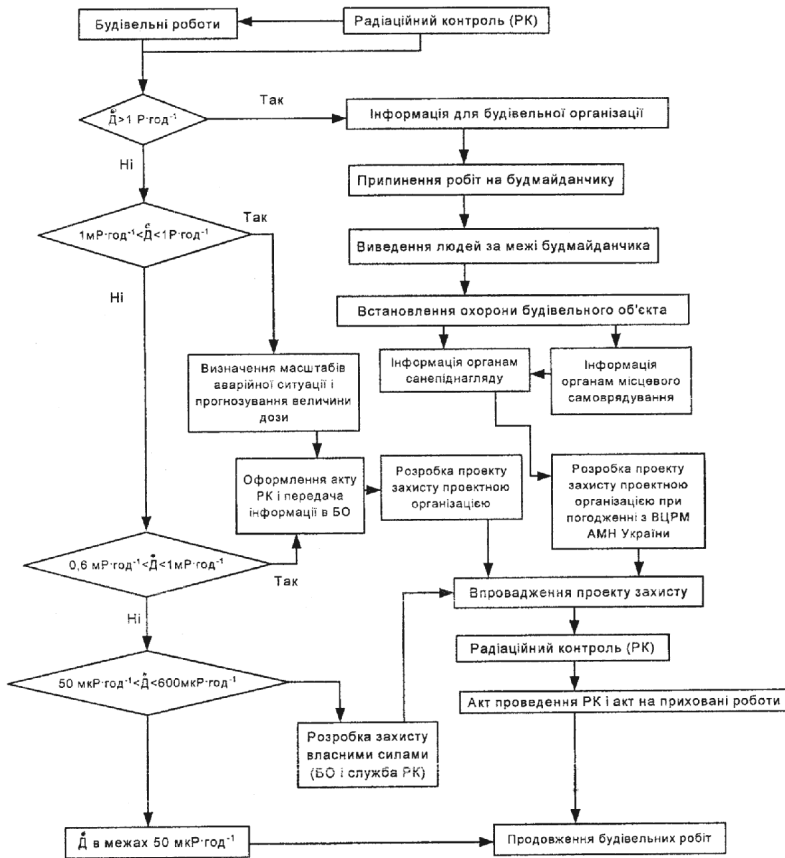 Будівельні роботи
Радіаційний контроль (РК)
Д̇>1 Р·год⁻¹
Так
Інформація для будівельної організації
Ні
Припинення робіт на будмайданчику
1мР·год⁻¹<Д̇<1Р·год⁻¹
Так
Виведення людей за межі будмайданчика
Ні
Встановлення охорони будівельного об'єкта
Визначення масштабів
аварійної ситуації і
прогнозування величини
дози
Інформація органам
санепіднагляду
Інформація
органам місцевого
самоврядування
Оформлення акту
РК і передача
інформації в БО
Розробка проекту
захисту проектною
організацією
Розробка проекту
захисту проектною
організацією при
погодженні з ВЦРМ
АМН України
0,6 мР·год⁻¹<Д̇<1мР·год⁻¹
Так
Впровадження проекту захисту
Ні
Радіаційний контроль (РК)
50 мкР·год⁻¹<Д̇<600мкР·год⁻¹
Акт проведення РК і акт на приховані роботи
Розробка захисту
власними силами
(БО і служба РК)
Д̇ в межах 50 мкР·год⁻¹
Продовження будівельних робіт